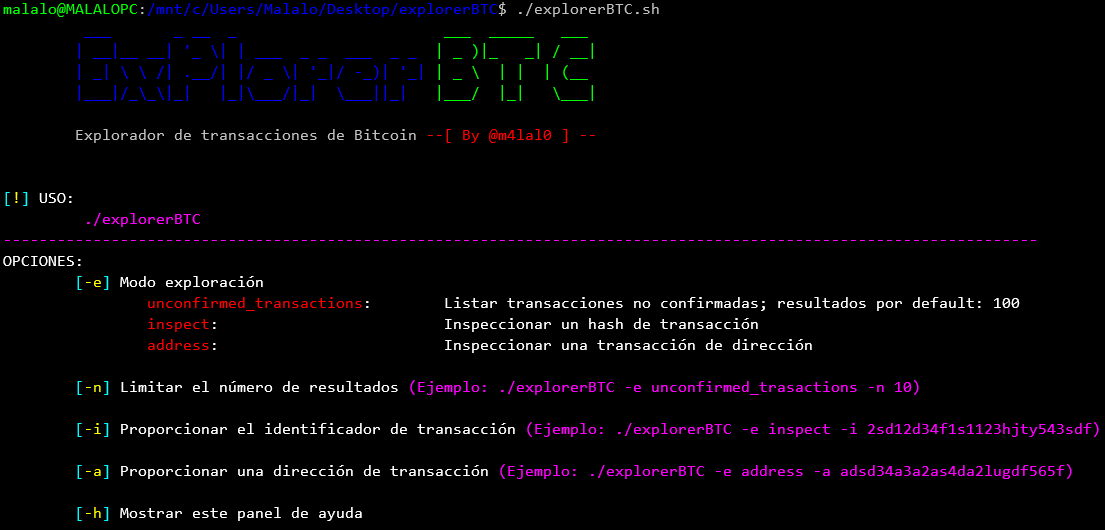 malalo@MALALOPC:/mnt/c/Users/Malalo/Desktop/explorerBTC$ ./explorerBTC.sh
ExPlorer BTC
Explorador de transacciones de Bitcoin --[ By @m4lal0 ] --
[!] USO:
./explorerBTC
-------------------------------------------------------------------------------------------------------------------
OPCIONES:
[-e] Modo exploración
unconfirmed_transactions: Listar transacciones no confirmadas; resultados por default: 100
inspect: Inspeccionar un hash de transacción
address: Inspeccionar una transacción de dirección
[-n] Limitar el número de resultados (Ejemplo: ./explorerBTC -e unconfirmed_trasactions -n 10)
[-i] Proporcionar el identificador de transacción (Ejemplo: ./explorerBTC -e inspect -i 2sd12d34f1s1123hjty543sdf)
[-a] Proporcionar una dirección de transacción (Ejemplo: ./explorerBTC -e address -a adsd34a3a2as4da2lugdf565f)
[-h] Mostrar este panel de ayuda